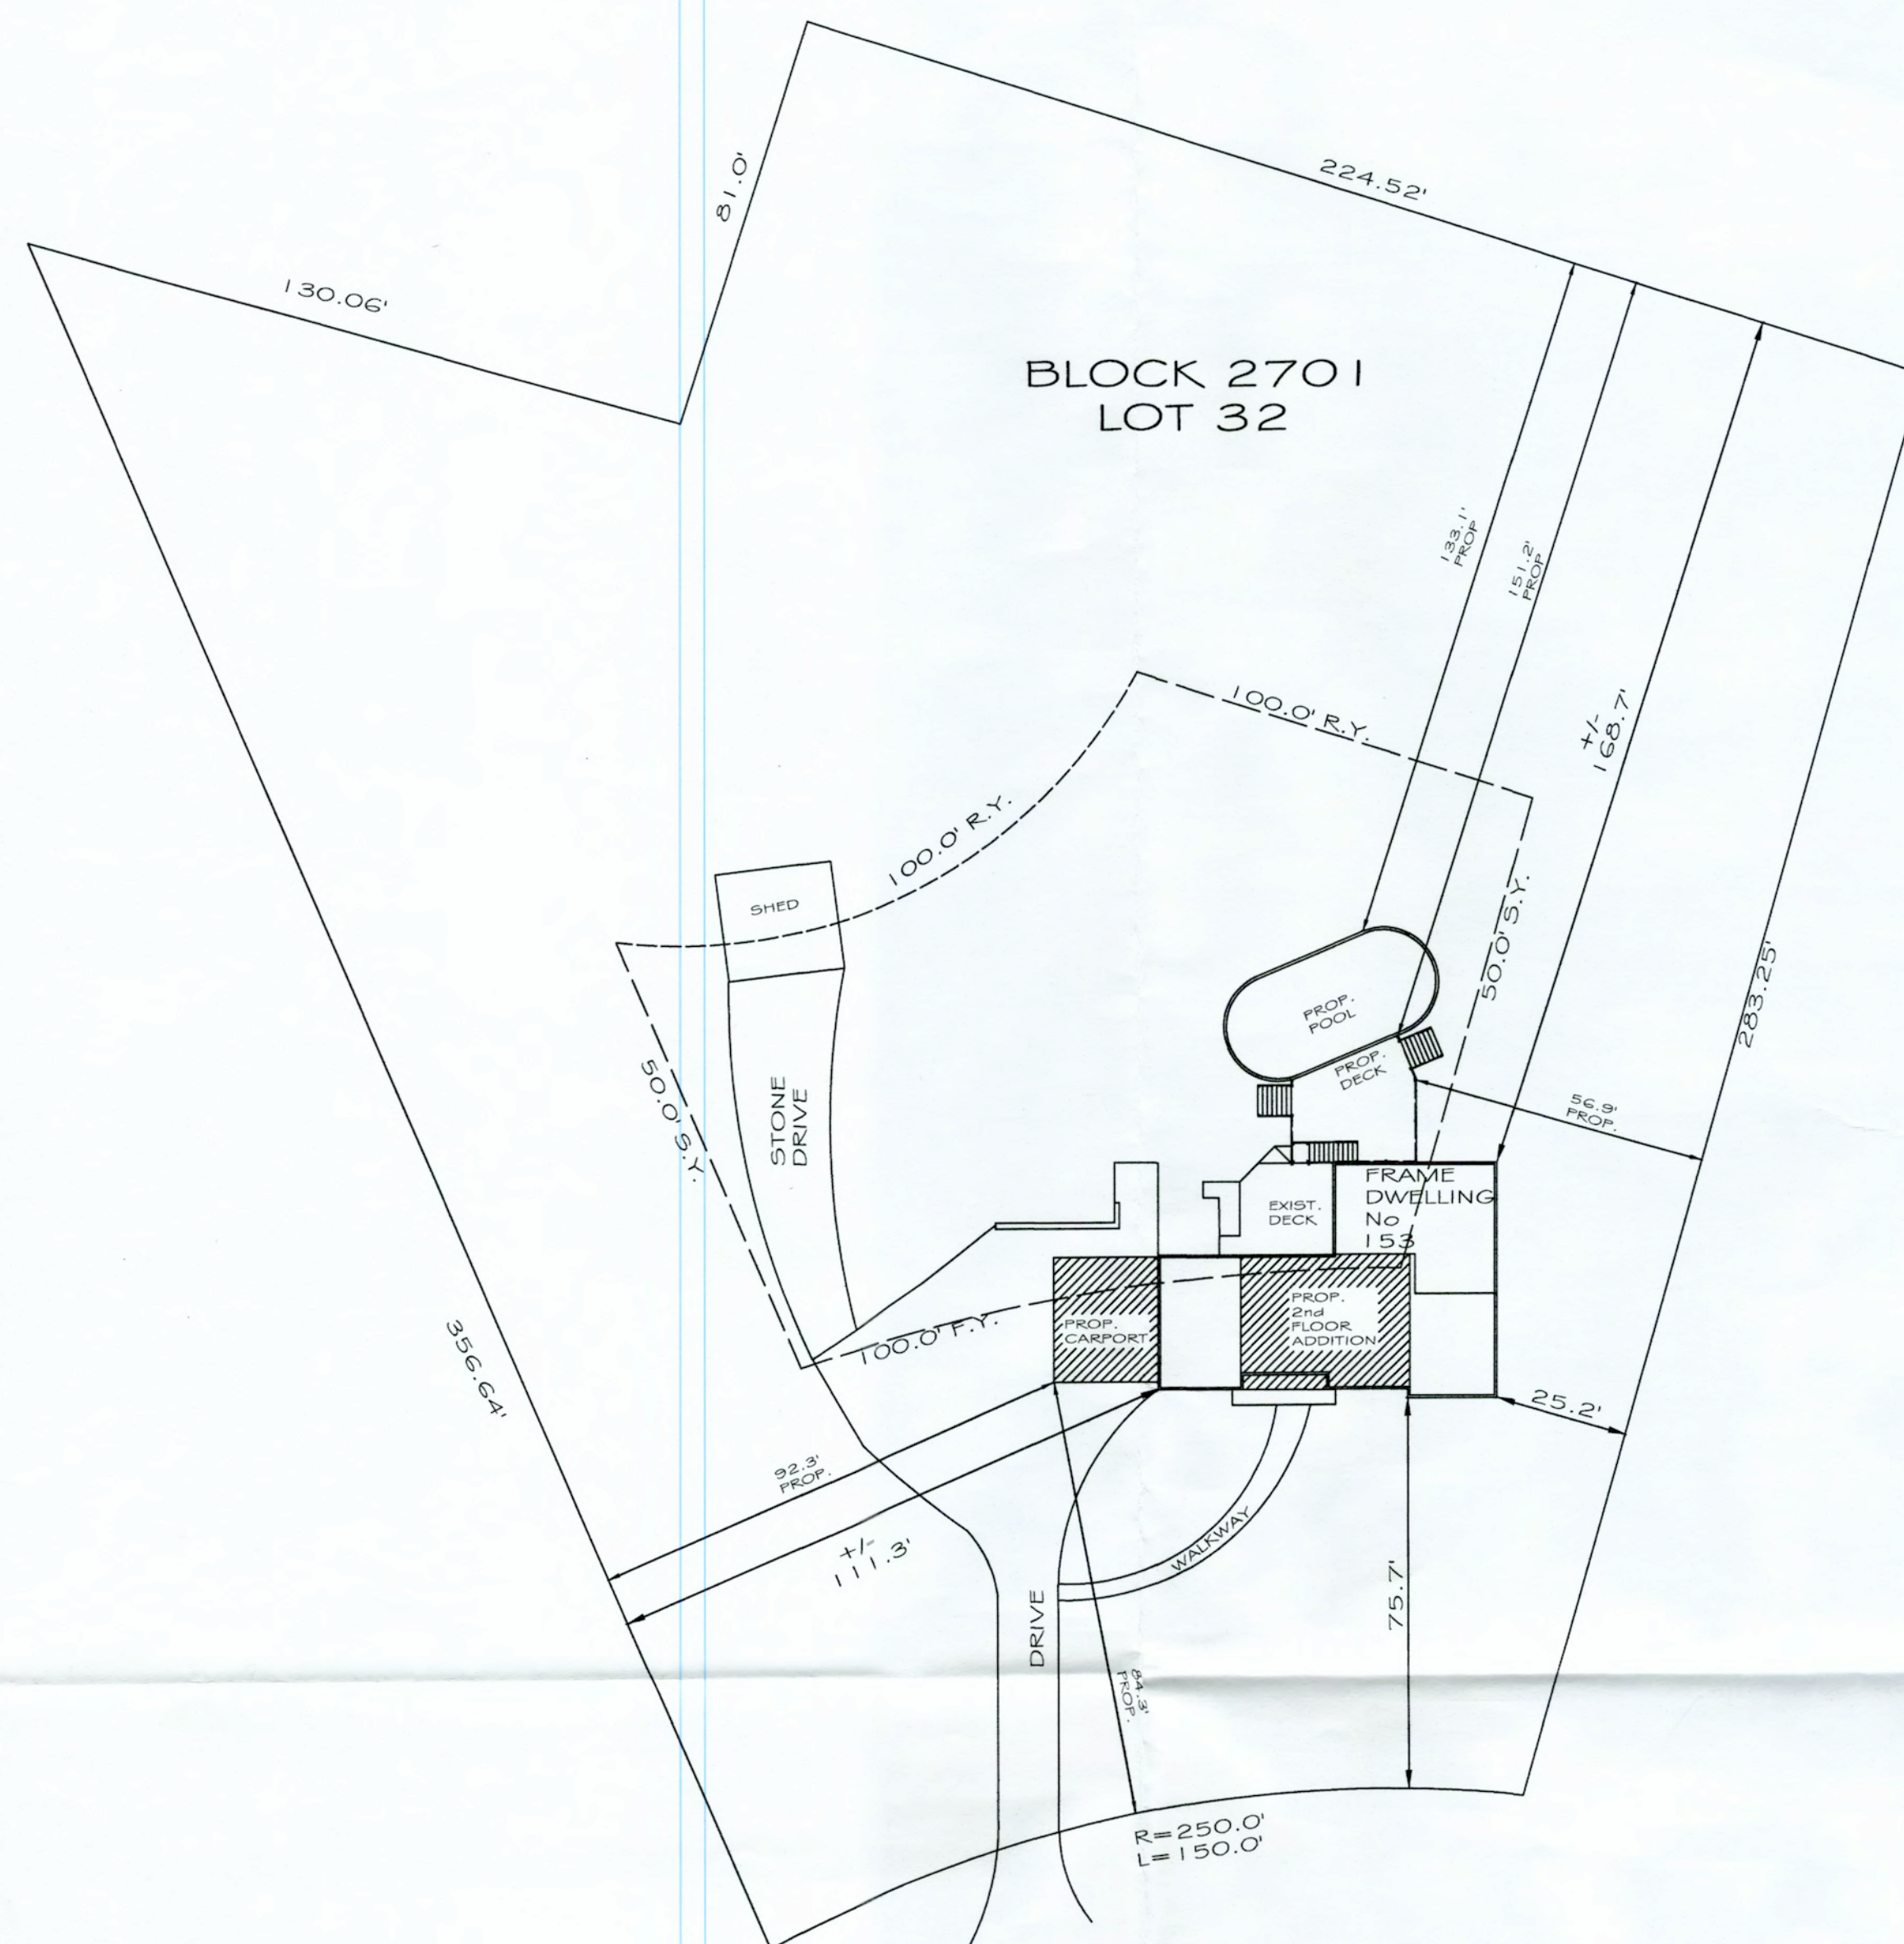 81.0'
224.52'
130.06'
BLOCK 2701
LOT 32
133.1'
PROP
151.2'
PROP
+/-
168.7'
100.0' R.Y.
100.0' R.Y.
SHED
50.0' S.Y.
283.25'
PROP.
POOL
PROP.
DECK
50.0' S.Y.
STONE
DRIVE
56.9'
PROP.
FRAME
DWELLING
No
153
EXIST.
DECK
PROP.
2nd
FLOOR
ADDITION
PROP.
CARPORT
100.0' F.Y.
356.64'
25.2'
92.3'
PROP.
+/-
111.3'
WALKWAY
DRIVE
75.7'
84.3'
PROP.
R=250.0'
L=150.0'